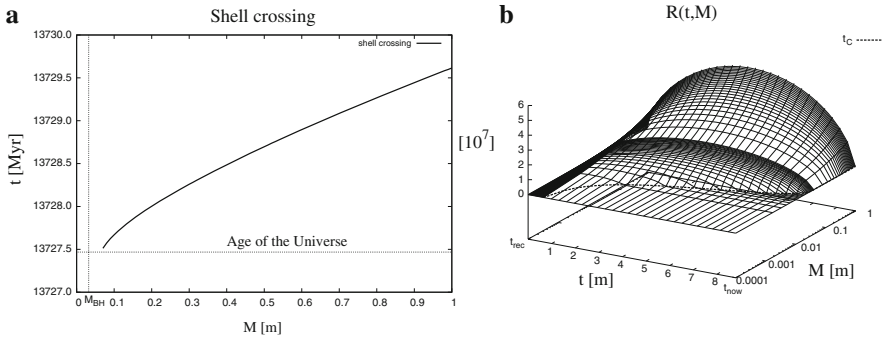 a
Shell crossing
13730.0
13729.5
13729.0
13728.5
13728.0
13727.5
13727.0
t [Myr]
shell crossing
Age of the Universe
0 M_BH 0.1 0.2 0.3 0.4 0.5 0.6 0.7 0.8 0.9 1
M [m]
b
R(t,M)
t_C
[10^7]
6
5
4
3
2
1
0
t_rec 1 2 3 4 5 6 7 8 t_now
t [m]
0.0001 0.001 0.01 0.1 1
M [m]